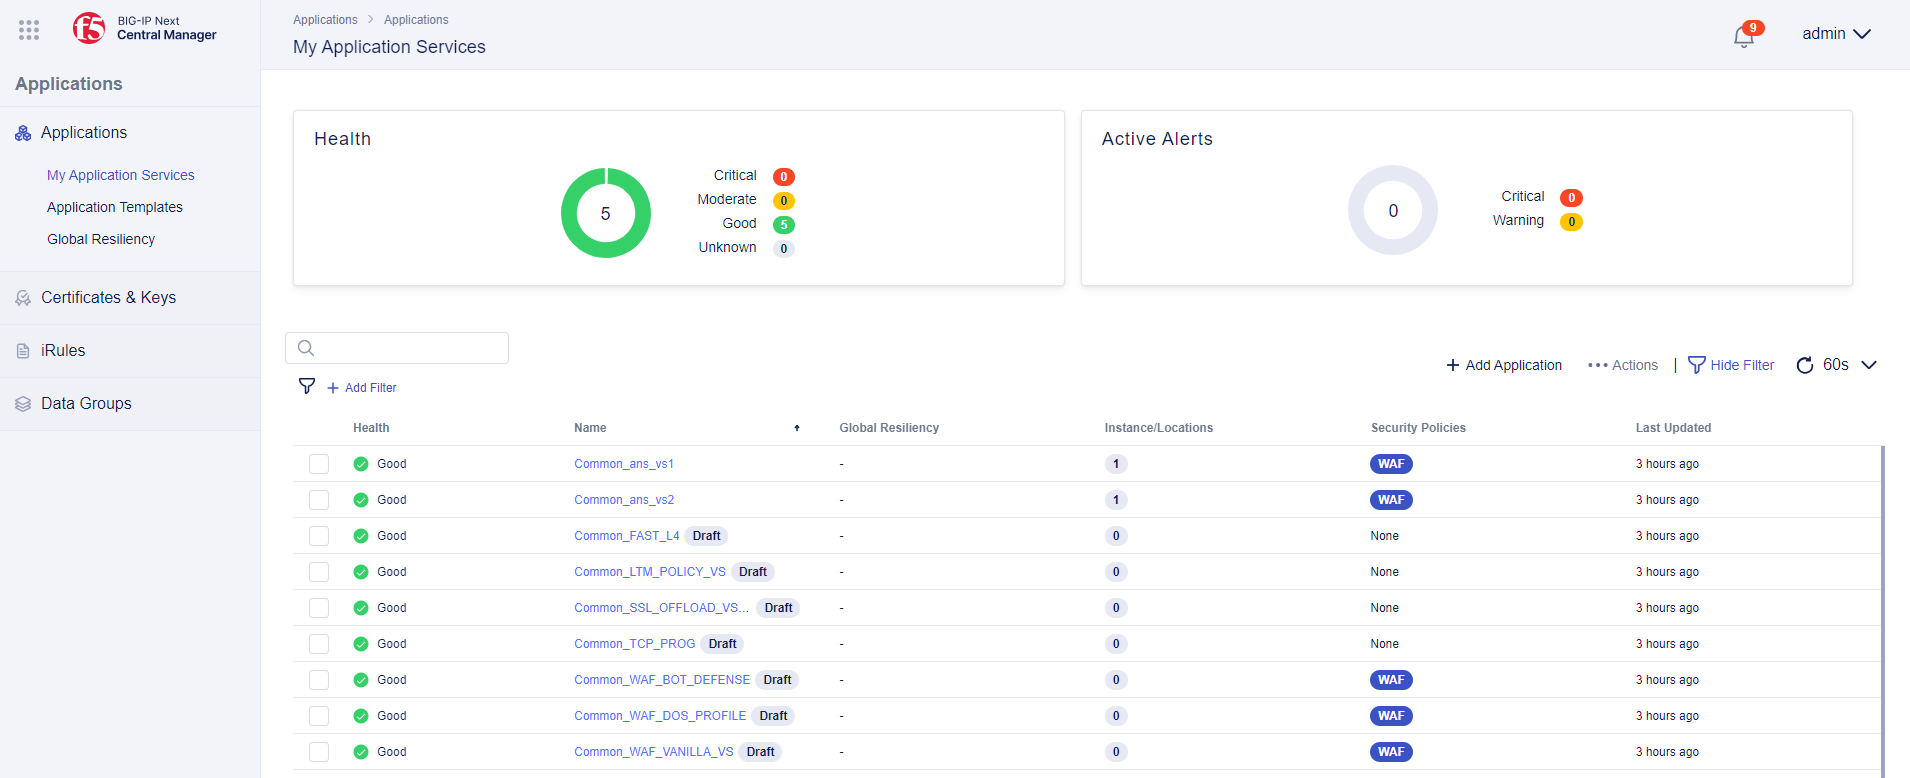 BIG-IP Next
Central Manager
Applications
Applications
My Application Services
Application Templates
Global Resiliency
Certificates & Keys
iRules
Data Groups
Applications > Applications
My Application Services
9
admin
Health
5
Critical 0
Moderate 0
Good 5
Unknown 0
Active Alerts
0
Critical 0
Warning 0
+ Add Filter
+ Add Application ••• Actions | Hide Filter 60s
Health Name Global Resiliency Instance/Locations Security Policies Last Updated
Good Common_ans_vs1 - 1 WAF 3 hours ago
Good Common_ans_vs2 - 1 WAF 3 hours ago
Good Common_FAST_L4 Draft - 0 None 3 hours ago
Good Common_LTM_POLICY_VS Draft - 0 None 3 hours ago
Good Common_SSL_OFFLOAD_VS... Draft - 0 None 3 hours ago
Good Common_TCP_PROG Draft - 0 None 3 hours ago
Good Common_WAF_BOT_DEFENSE Draft - 0 WAF 3 hours ago
Good Common_WAF_DOS_PROFILE Draft - 0 WAF 3 hours ago
Good Common_WAF_VANILLA_VS Draft - 0 WAF 3 hours ago